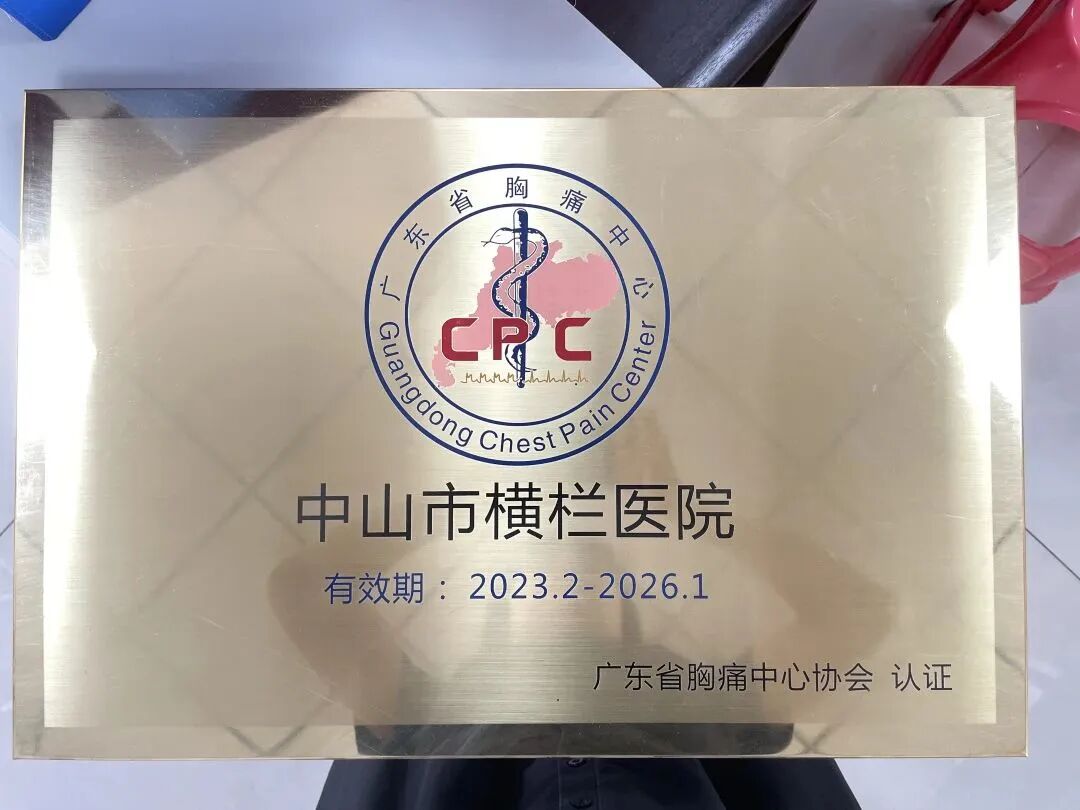 广东省胸痛中心
CPC
Guangdong Chest Pain Center
中山市横栏医院
有效期：2023.2-2026.1
广东省胸痛中心协会 认证